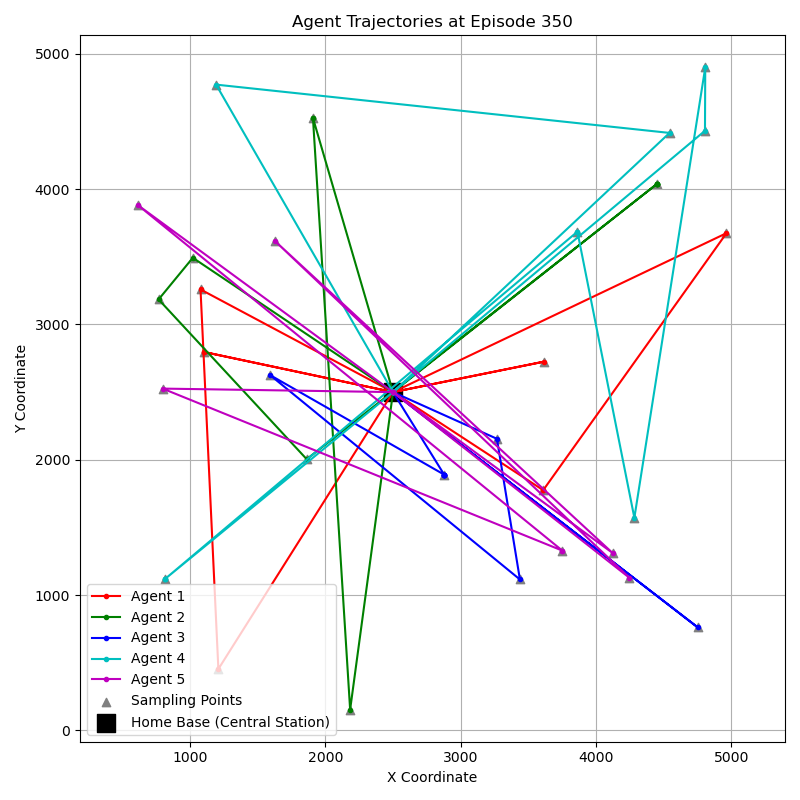 Agent Trajectories at Episode 350
5000
4000
3000
2000
1000
0
Y Coordinate
Agent 1
Agent 2
Agent 3
Agent 4
Agent 5
Sampling Points
Home Base (Central Station)
1000
2000
3000
4000
5000
X Coordinate